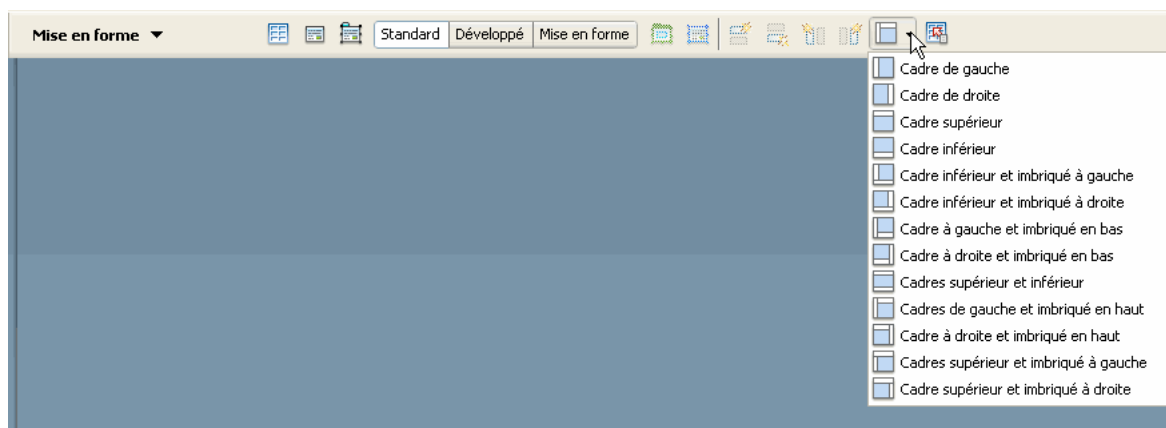 Mise en forme
Standard Développé Mise en forme
Cadre de gauche
Cadre de droite
Cadre supérieur
Cadre inférieur
Cadre inférieur et imbriqué à gauche
Cadre inférieur et imbriqué à droite
Cadre à gauche et imbriqué en bas
Cadre à droite et imbriqué en bas
Cadres supérieur et inférieur
Cadres de gauche et imbriqué en haut
Cadre à droite et imbriqué en haut
Cadres supérieur et imbriqué à gauche
Cadre supérieur et imbriqué à droite